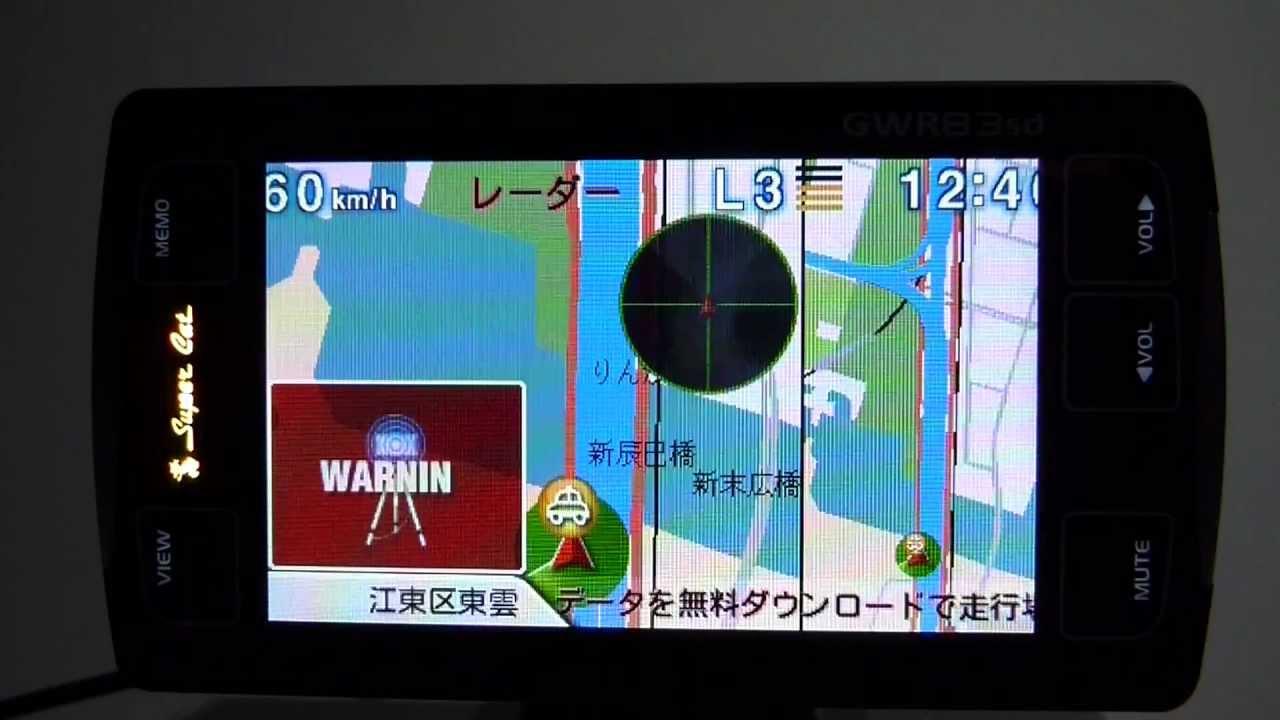 GWR83sd
60 km/h レーダー L3 12:4
MEMO
VOL▲
Super Cat
りん
◀VOL
新辰巳橋
新末広橋
WARNIN
VIEW
MUTE
江東区東雲
データを無料ダウンロードで走行